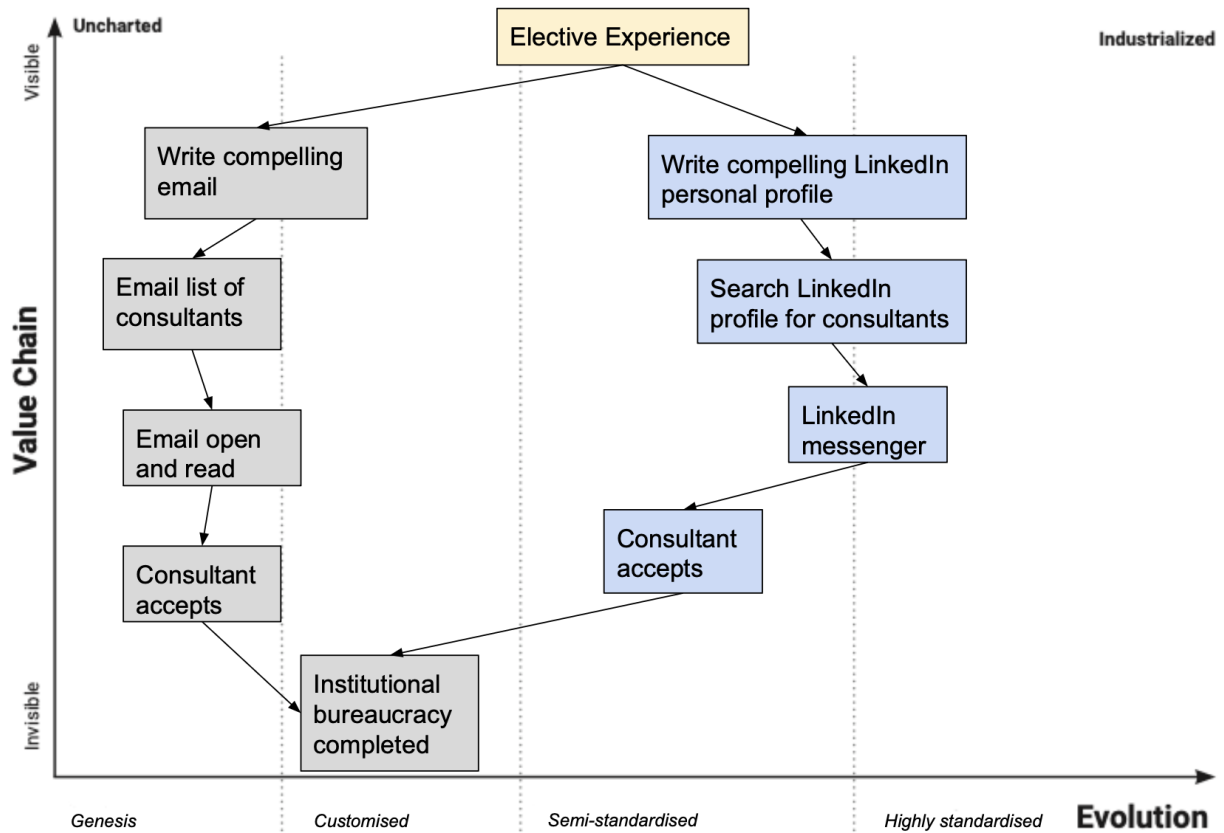 Uncharted
Elective Experience
Industrialized
Visible
Write compelling
email
Write compelling LinkedIn
personal profile
Email list of
consultants
Search LinkedIn
profile for consultants
Value Chain
Email open
and read
LinkedIn
messenger
Consultant
accepts
Consultant
accepts
Institutional
bureaucracy
completed
Invisible
Genesis
Customised
Semi-standardised
Highly standardised
Evolution